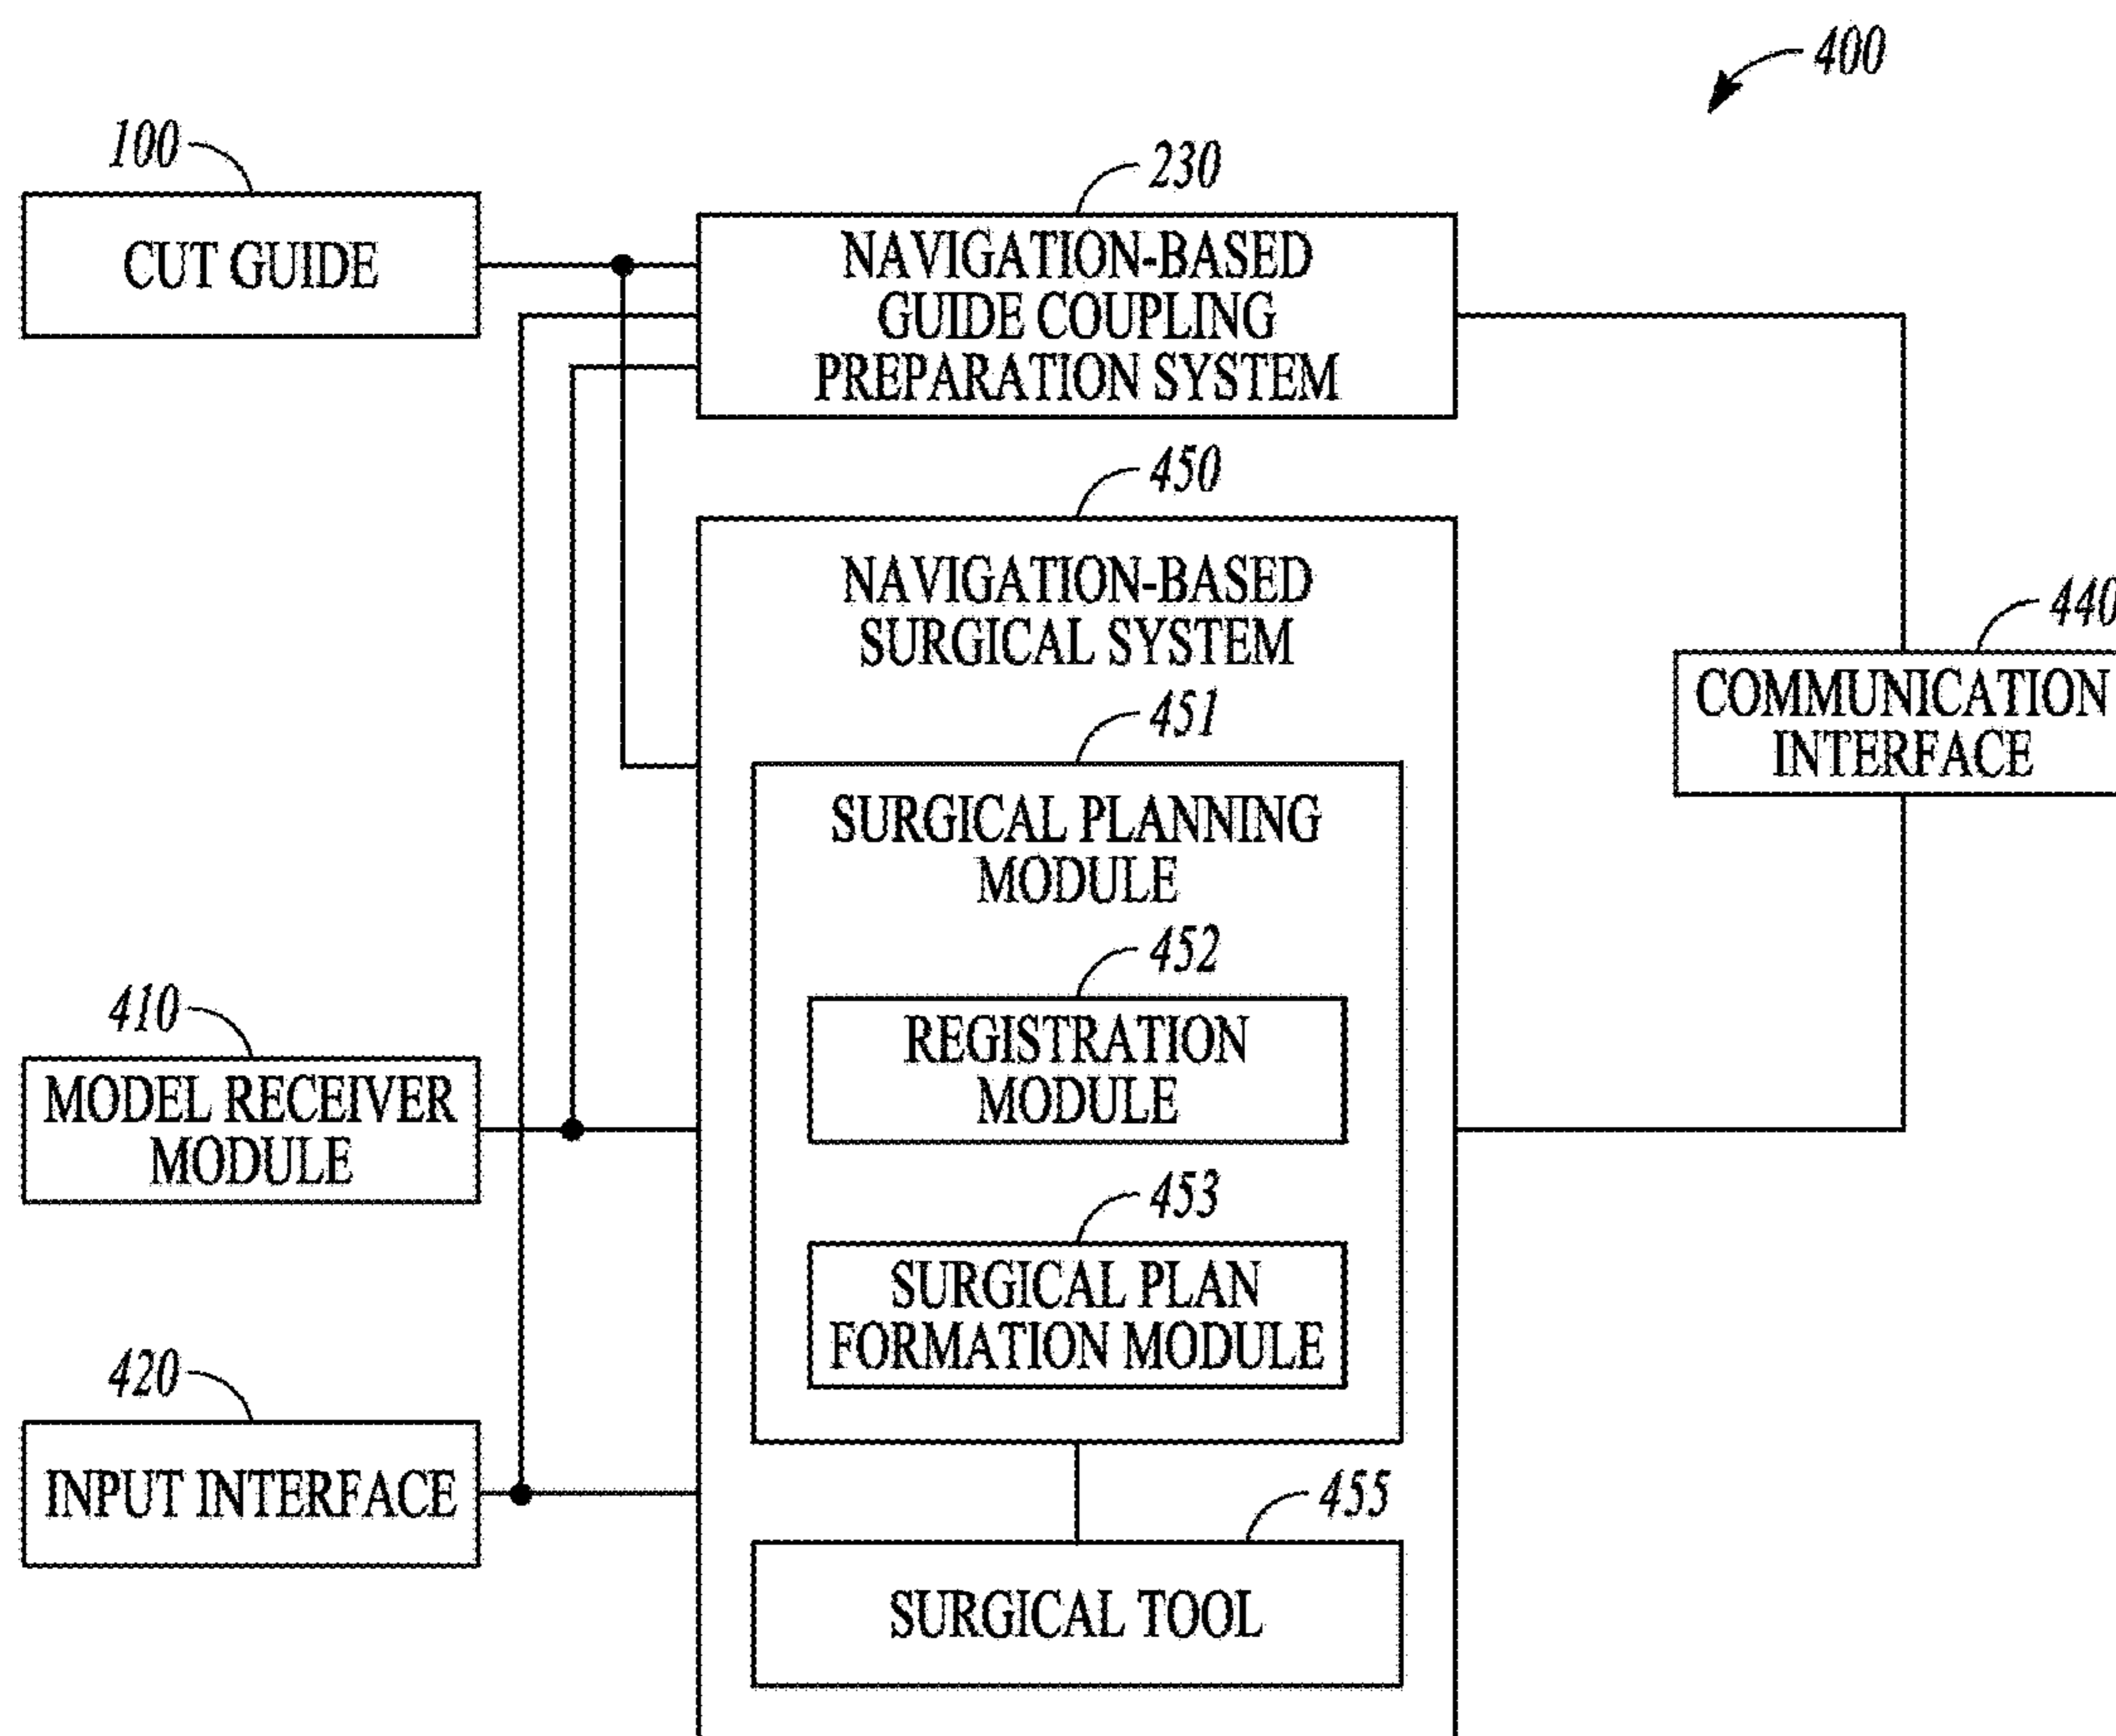 400
100
CUT GUIDE
230
NAVIGATION-BASED
GUIDE COUPLING
PREPARATION SYSTEM
450
NAVIGATION-BASED
SURGICAL SYSTEM
440
COMMUNICATION
INTERFACE
451
SURGICAL PLANNING
MODULE
452
REGISTRATION
MODULE
410
MODEL RECEIVER
MODULE
453
SURGICAL PLAN
FORMATION MODULE
420
INPUT INTERFACE
455
SURGICAL TOOL